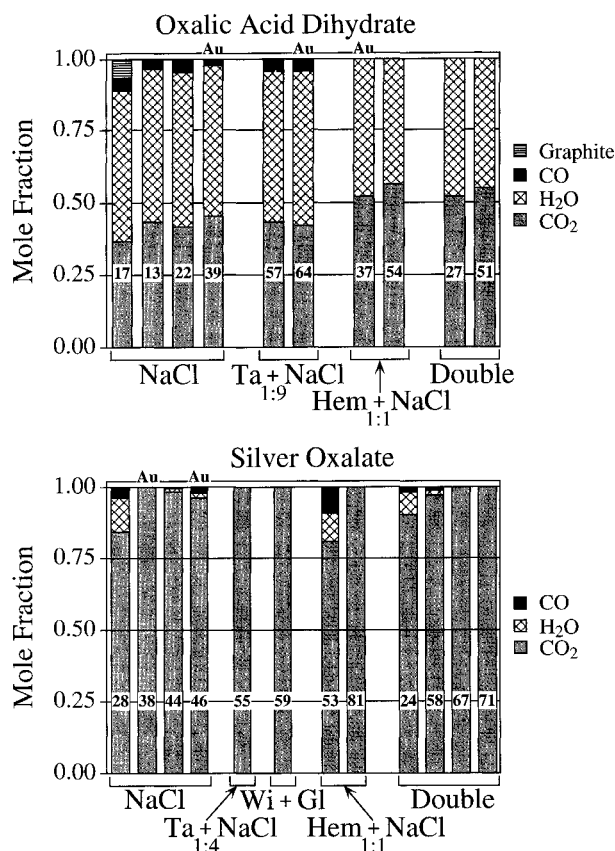 Oxalic Acid Dihydrate
Au Au Au
1.00
0.75
0.50
0.25
0.00
Mole Fraction
17 13 22 39 57 64 37 54 27 51
Graphite
CO
H₂O
CO₂
NaCl Ta + NaCl Double
1:9 Hem + NaCl
1:1
Silver Oxalate
Au Au
1.00
0.75
0.50
0.25
0.00
Mole Fraction
28 38 44 46 55 59 53 81 24 58 67 71
CO
H₂O
CO₂
NaCl Wi + Gl Double
Ta + NaCl Hem + NaCl
1:4 1:1